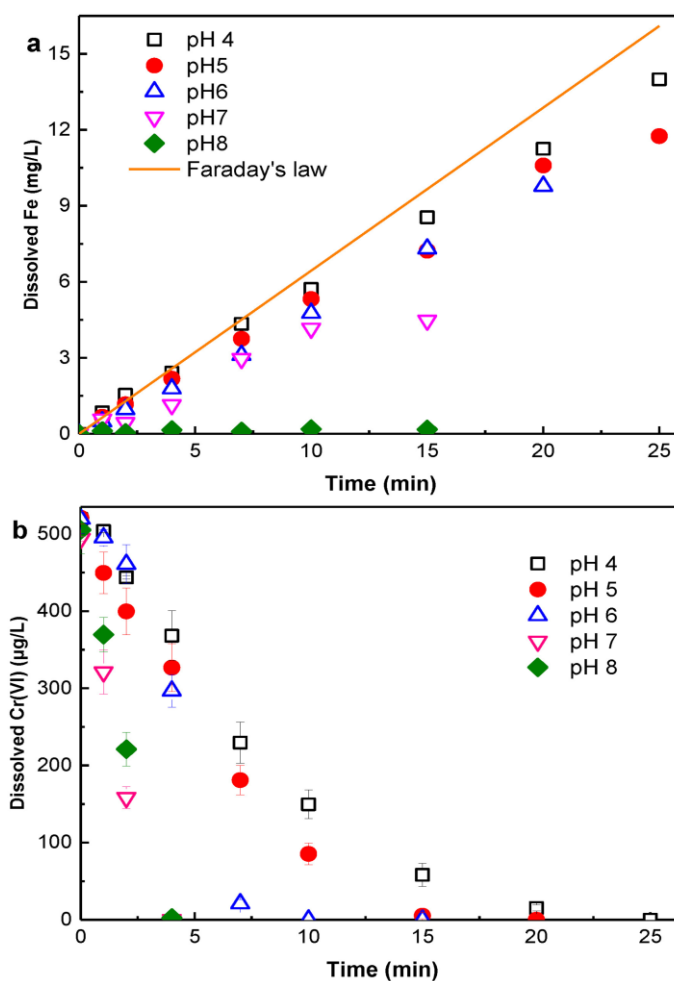 a
pH 4
pH5
pH6
pH7
pH8
Faraday's law
Dissolved Fe (mg/L)
15
12
9
6
3
0
0 5 10 15 20 25
Time (min)
b
pH 4
pH 5
pH 6
pH 7
pH 8
Dissolved Cr(VI) (µg/L)
500
400
300
200
100
0
0 5 10 15 20 25
Time (min)